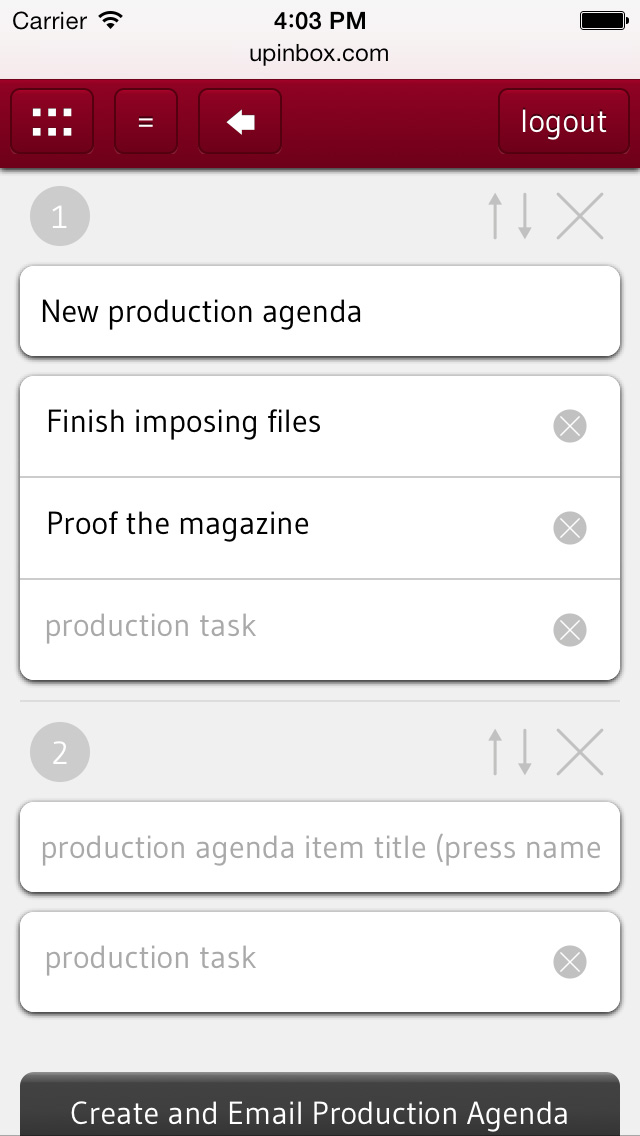 Carrier 4:03 PM
upinbox.com
= logout
1
New production agenda
Finish imposing files
Proof the magazine
production task
2
production agenda item title (press name
production task
Create and Email Production Agenda